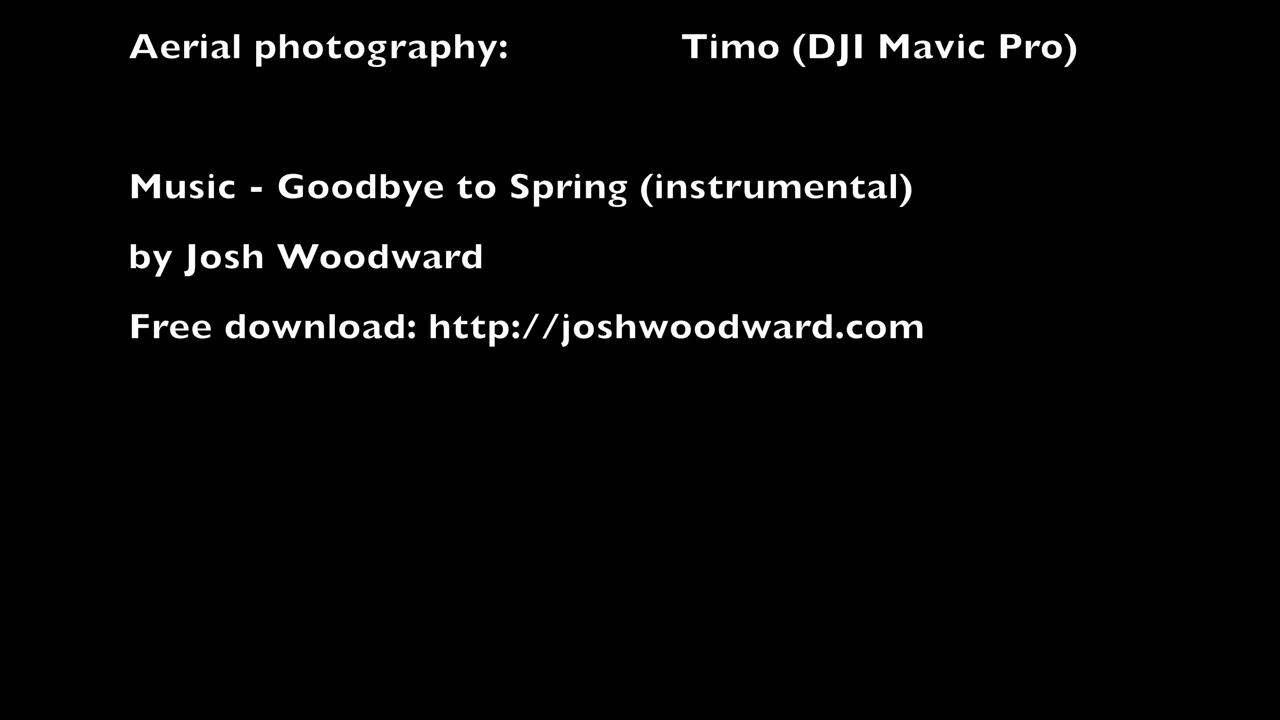 Aerial photography: Timo (DJI Mavic Pro)
Music - Goodbye to Spring (instrumental)
by Josh Woodward
Free download: http://joshwoodward.com